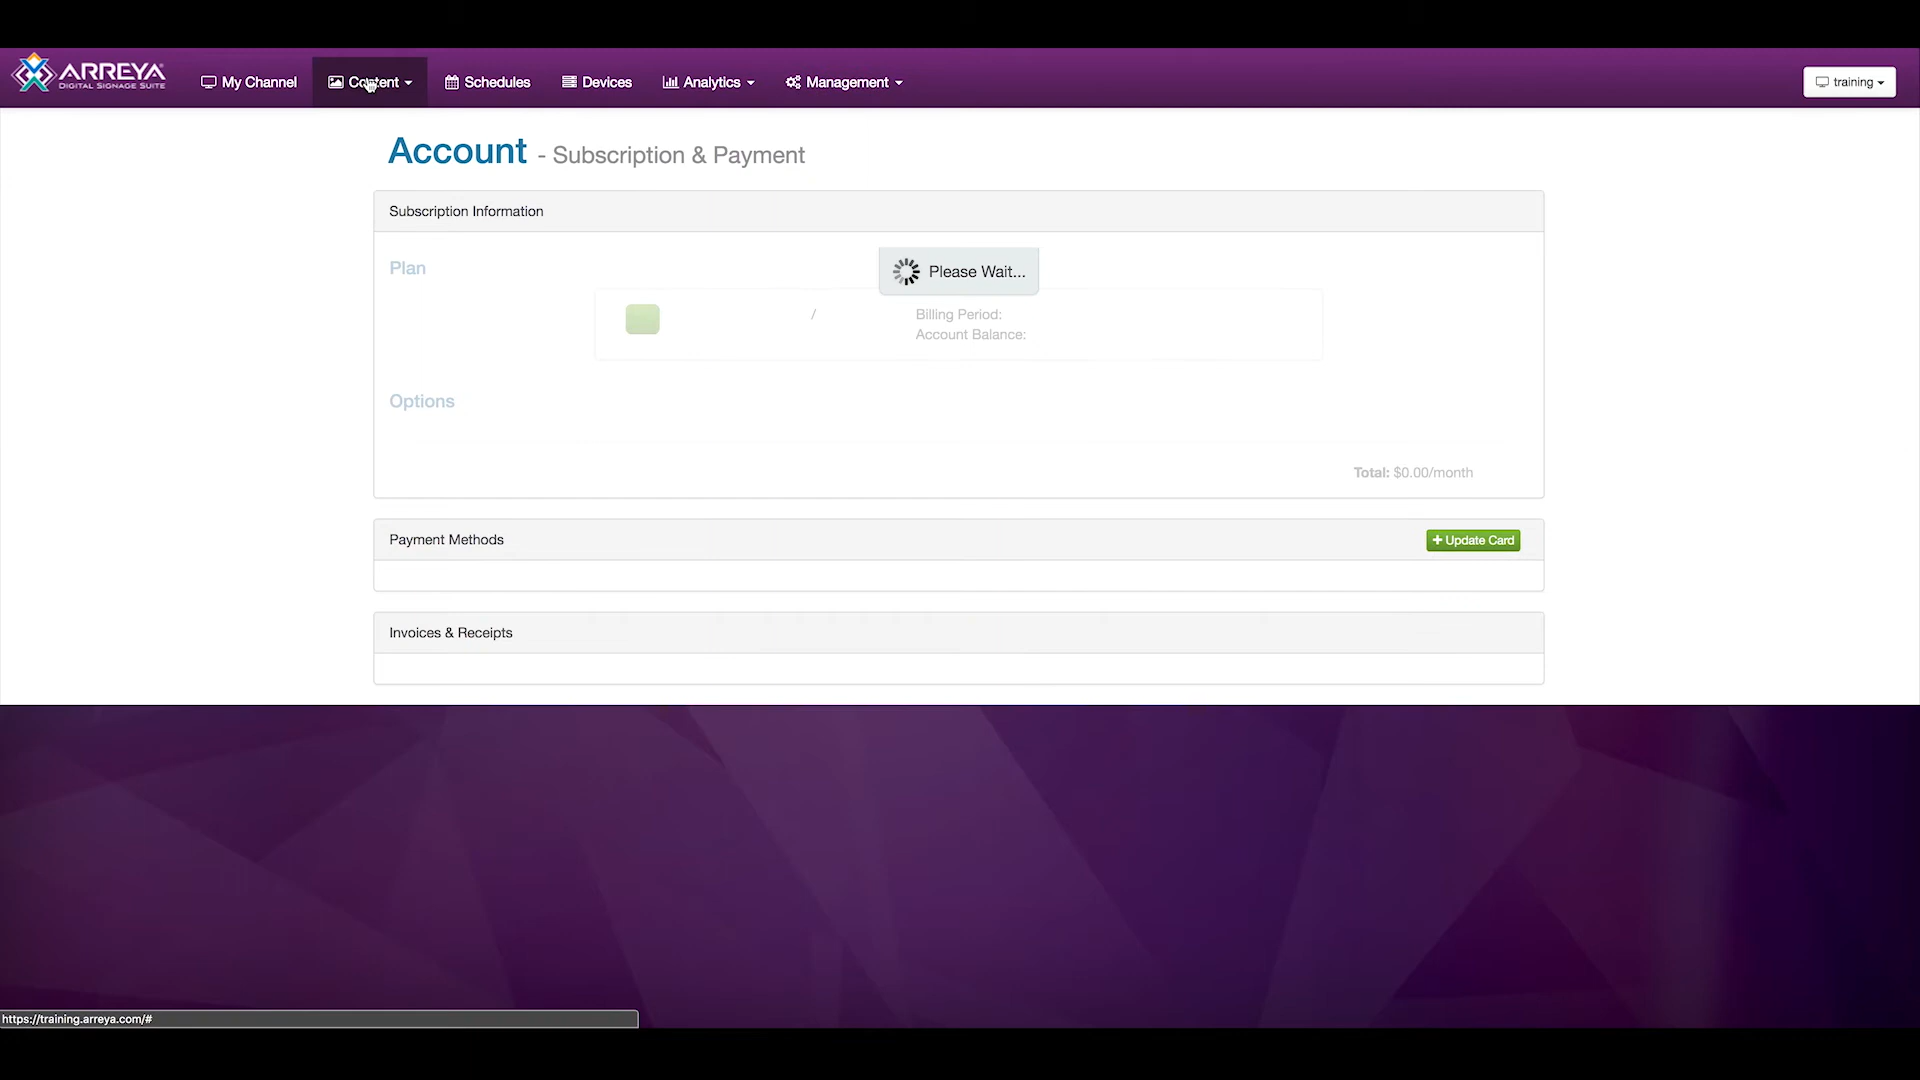 ARREYA
DIGITAL SIGNAGE SUITE
My Channel
Content
Schedules
Devices
Analytics
Management
training
Account - Subscription & Payment
Subscription Information
Plan
Please Wait...
/
Billing Period:
Account Balance:
Options
Total: $0.00/month
Payment Methods
+ Update Card
Invoices & Receipts
https://training.arreya.com/#